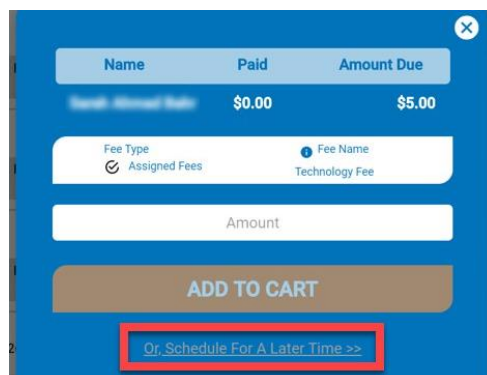 Name Paid Amount Due
$0.00 $5.00
Fee Type Fee Name
Assigned Fees Technology Fee
Amount
ADD TO CART
Or, Schedule For A Later Time >>